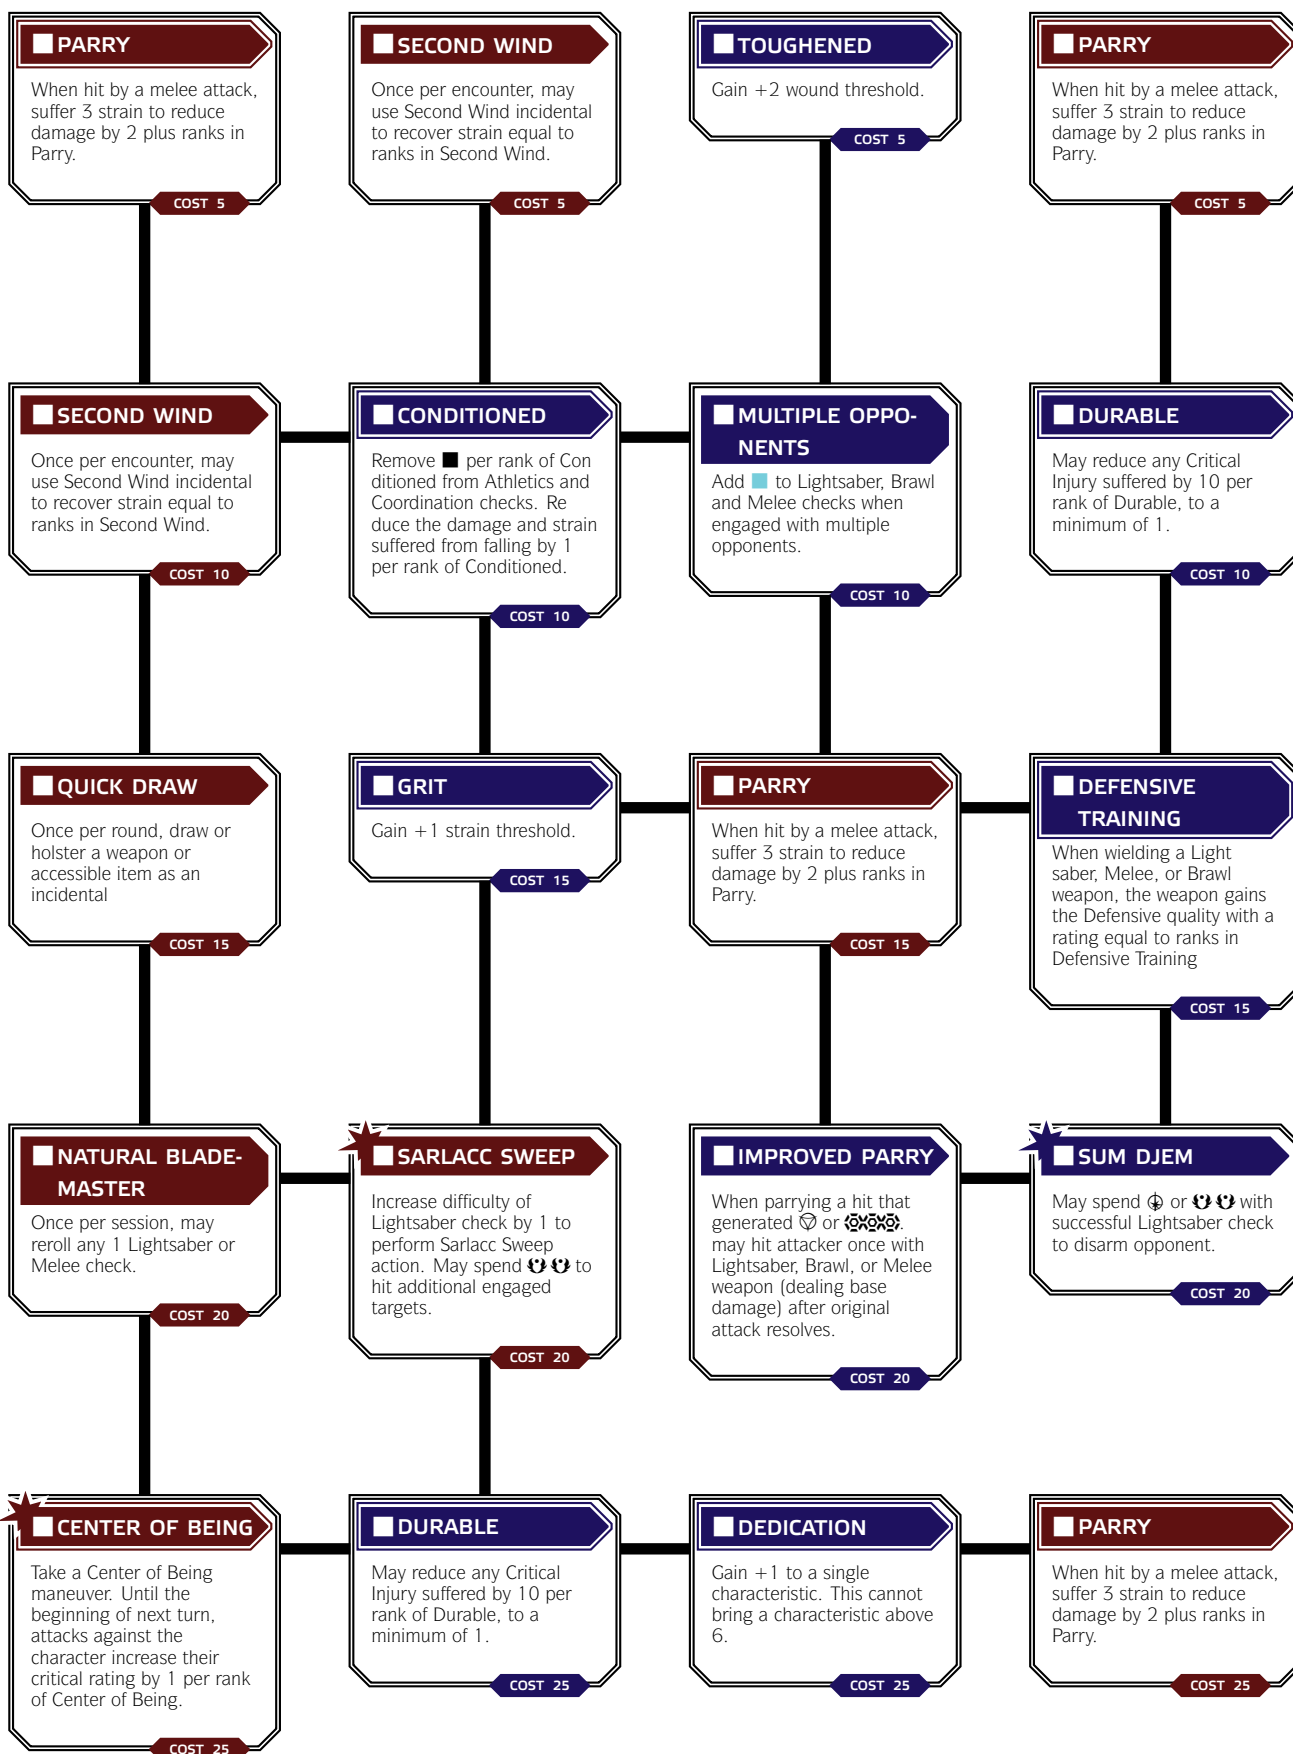 PARRY
When hit by a melee attack,
suffer 3 strain to reduce
damage by 2 plus ranks in
Parry.
COST 5
SECOND WIND
Once per encounter, may
use Second Wind incidental
to recover strain equal to
ranks in Second Wind.
COST 5
TOUGHENED
Gain +2 wound threshold.
COST 5
PARRY
When hit by a melee attack,
suffer 3 strain to reduce
damage by 2 plus ranks in
Parry.
COST 5
SECOND WIND
Once per encounter, may
use Second Wind incidental
to recover strain equal to
ranks in Second Wind.
COST 10
CONDITIONED
Remove per rank of Con
ditioned from Athletics and
Coordination checks. Re
duce the damage and strain
suffered from falling by 1
per rank of Conditioned.
COST 10
MULTIPLE OPPO-
NENTS
Add to Lightsaber, Brawl
and Melee checks when
engaged with multiple
opponents.
COST 10
DURABLE
May reduce any Critical
Injury suffered by 10 per
rank of Durable, to a
minimum of 1.
COST 10
QUICK DRAW
Once per round, draw or
holster a weapon or
accessible item as an
incidental
COST 15
GRIT
Gain +1 strain threshold.
COST 15
PARRY
When hit by a melee attack,
suffer 3 strain to reduce
damage by 2 plus ranks in
Parry.
COST 15
DEFENSIVE
TRAINING
When wielding a Light
saber, Melee, or Brawl
weapon, the weapon gains
the Defensive quality with a
rating equal to ranks in
Defensive Training
COST 15
NATURAL BLADE-
MASTER
Once per session, may
reroll any 1 Lightsaber or
Melee check.
COST 20
SARLACC SWEEP
Increase difficulty of
Lightsaber check by 1 to
perform Sarlacc Sweep
action. May spend to
hit additional engaged
targets.
COST 20
IMPROVED PARRY
When parrying a hit that
generated or .
may hit attacker once with
Lightsaber, Brawl, or Melee
weapon (dealing base
damage) after original
attack resolves.
COST 20
SUM DJEM
May spend or with
successful Lightsaber check
to disarm opponent.
COST 20
CENTER OF BEING
Take a Center of Being
maneuver. Until the
beginning of next turn,
attacks against the
character increase their
critical rating by 1 per rank
of Center of Being.
COST 25
DURABLE
May reduce any Critical
Injury suffered by 10 per
rank of Durable, to a
minimum of 1.
COST 25
DEDICATION
Gain +1 to a single
characteristic. This cannot
bring a characteristic above
6.
COST 25
PARRY
When hit by a melee attack,
suffer 3 strain to reduce
damage by 2 plus ranks in
Parry.
COST 25